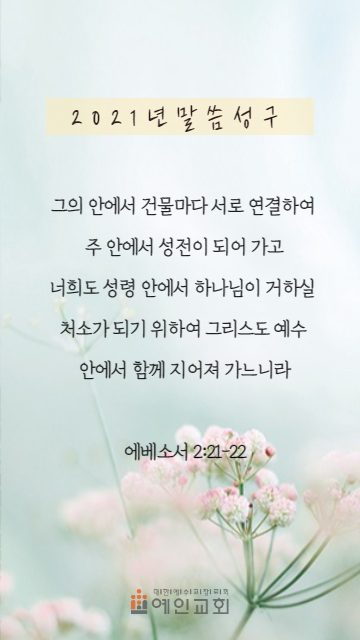 2021년말씀성구
그의 안에서 건물마다 서로 연결하여
주 안에서 성전이 되어 가고
너희도 성령 안에서 하나님이 거하실
처소가 되기 위하여 그리스도 예수
안에서 함께 지어져 가느니라
에베소서 2:21-22
예인교회